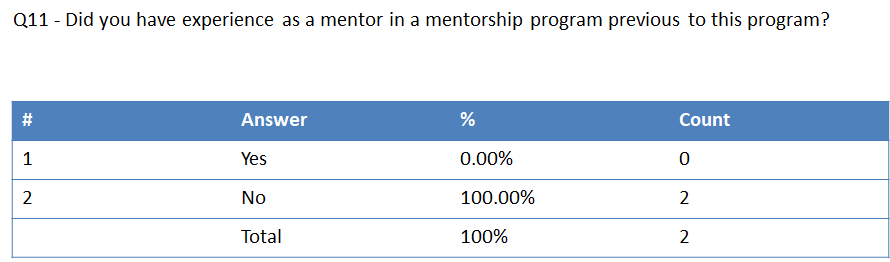 Q11 - Did you have experience as a mentor in a mentorship program previous to this program?
# Answer % Count
1 Yes 0.00% 0
2 No 100.00% 2
Total 100% 2